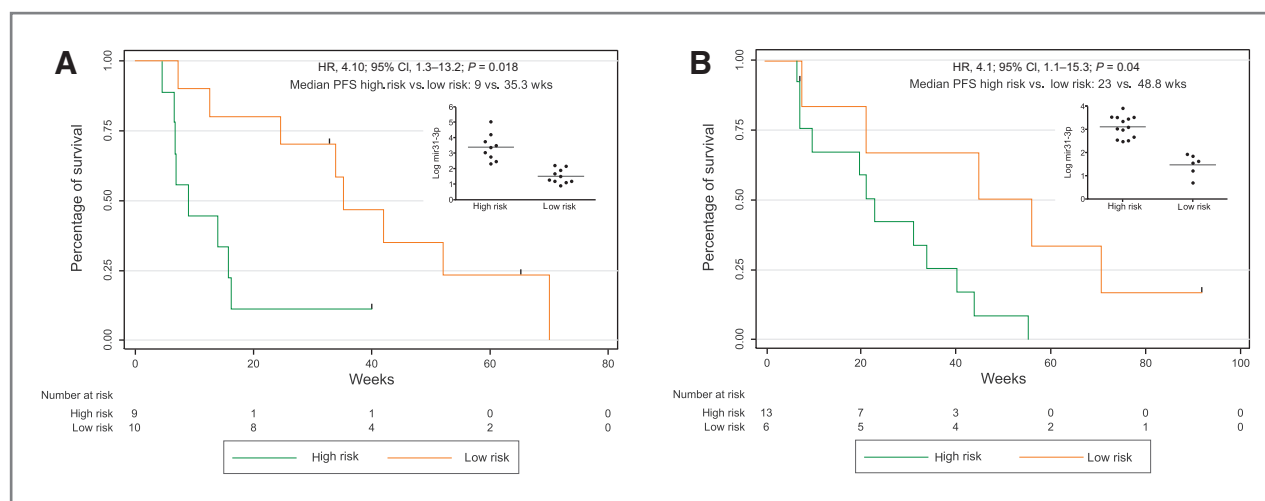 A
HR, 4.10; 95% CI, 1.3–13.2; P = 0.018
Median PFS high risk vs. low risk: 9 vs. 35.3 wks
Percentage of survival
1.00
0.75
0.50
0.25
0.00
Log mir31-3p
6
5
4
3
2
1
0
High risk Low risk
0 20 40 60 80
Weeks
Number at risk
High risk 9 1 1 0 0
Low risk 10 8 4 2 0
High risk Low risk
B
HR, 4.1; 95% CI, 1.1–15.3; P = 0.04
Median PFS high risk vs. low risk: 23 vs. 48.8 wks
Percentage of survival
1.00
0.75
0.50
0.25
0.00
Log mir31-3p
4
3
2
1
0
High risk Low risk
0 20 40 60 80 100
Weeks
Number at risk
High risk 13 7 3 0 0 0
Low risk 6 5 4 2 1 0
High risk Low risk